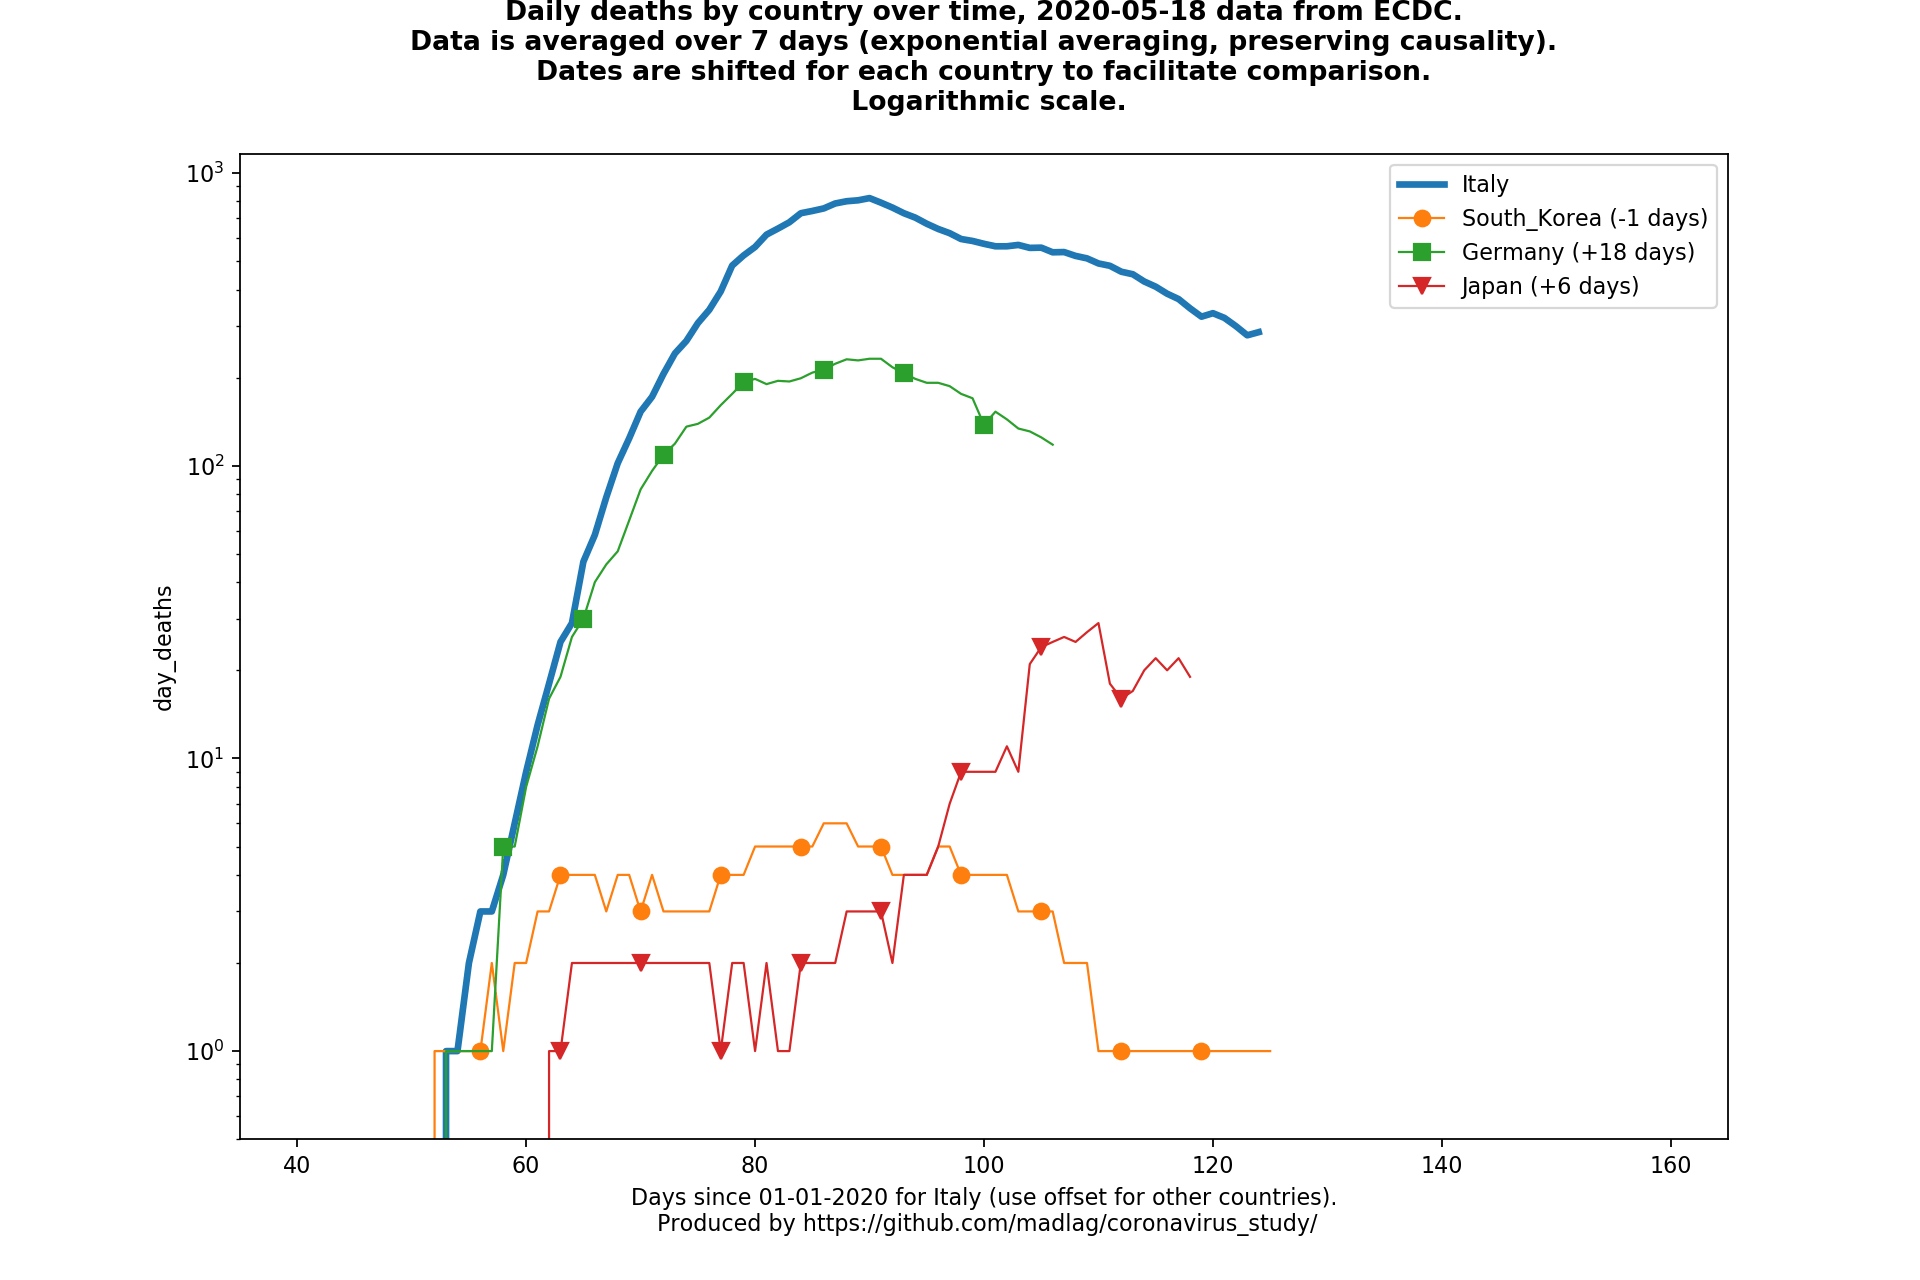 Daily deaths by country over time, 2020-05-18 data from ECDC.
Data is averaged over 7 days (exponential averaging, preserving causality).
Dates are shifted for each country to facilitate comparison.
Logarithmic scale.
10³
Italy
South_Korea (-1 days)
Germany (+18 days)
Japan (+6 days)
10²
day_deaths
10¹
10⁰
40 60 80 100 120 140 160
Days since 01-01-2020 for Italy (use offset for other countries).
Produced by https://github.com/madlag/coronavirus_study/